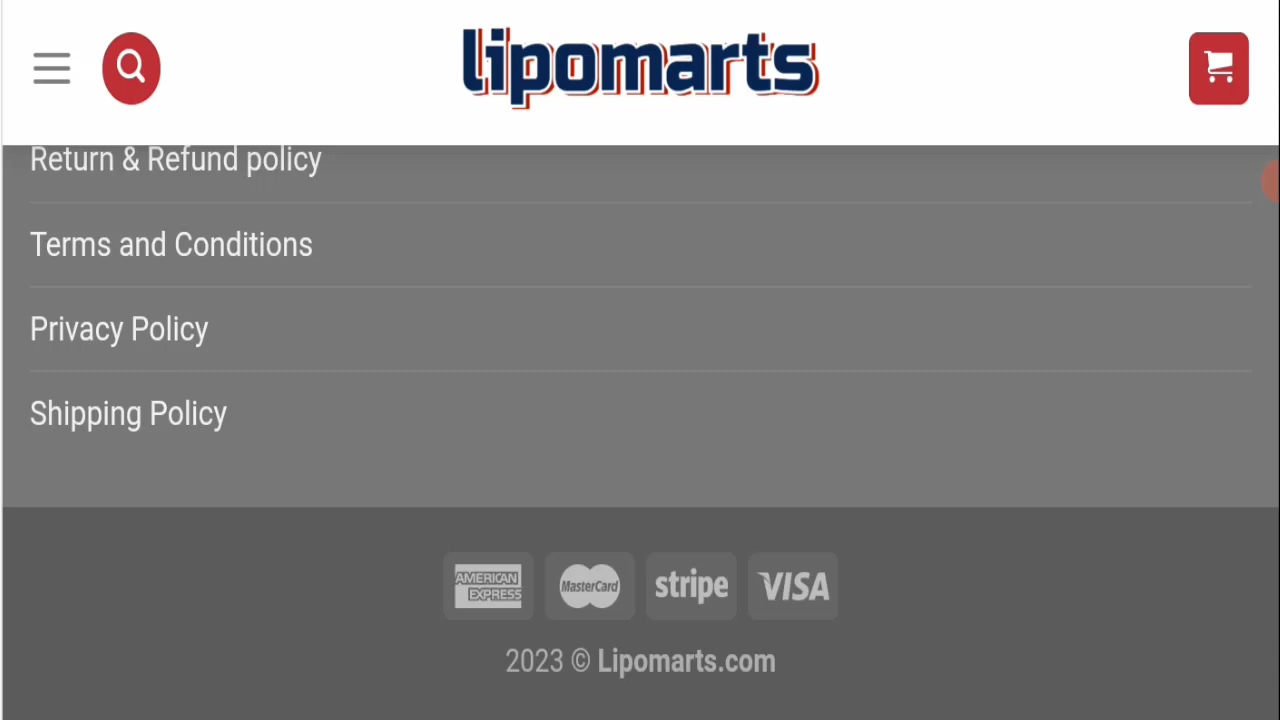 lipomarts
Return & Refund policy
Terms and Conditions
Privacy Policy
Shipping Policy
AMERICAN
EXPRESS
MasterCard
stripe
VISA
2023 © Lipomarts.com